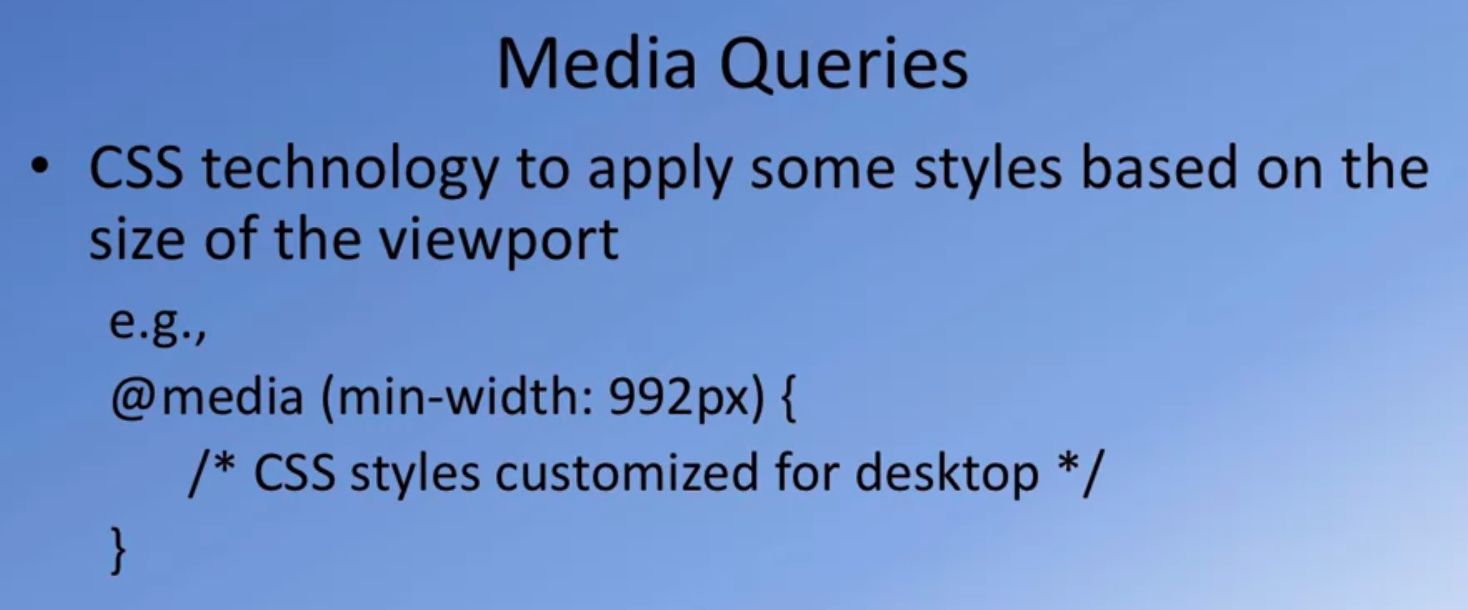 Media Queries
• CSS technology to apply some styles based on the
size of the viewport
e.g.,
@media (min-width: 992px) {
/* CSS styles customized for desktop */
}